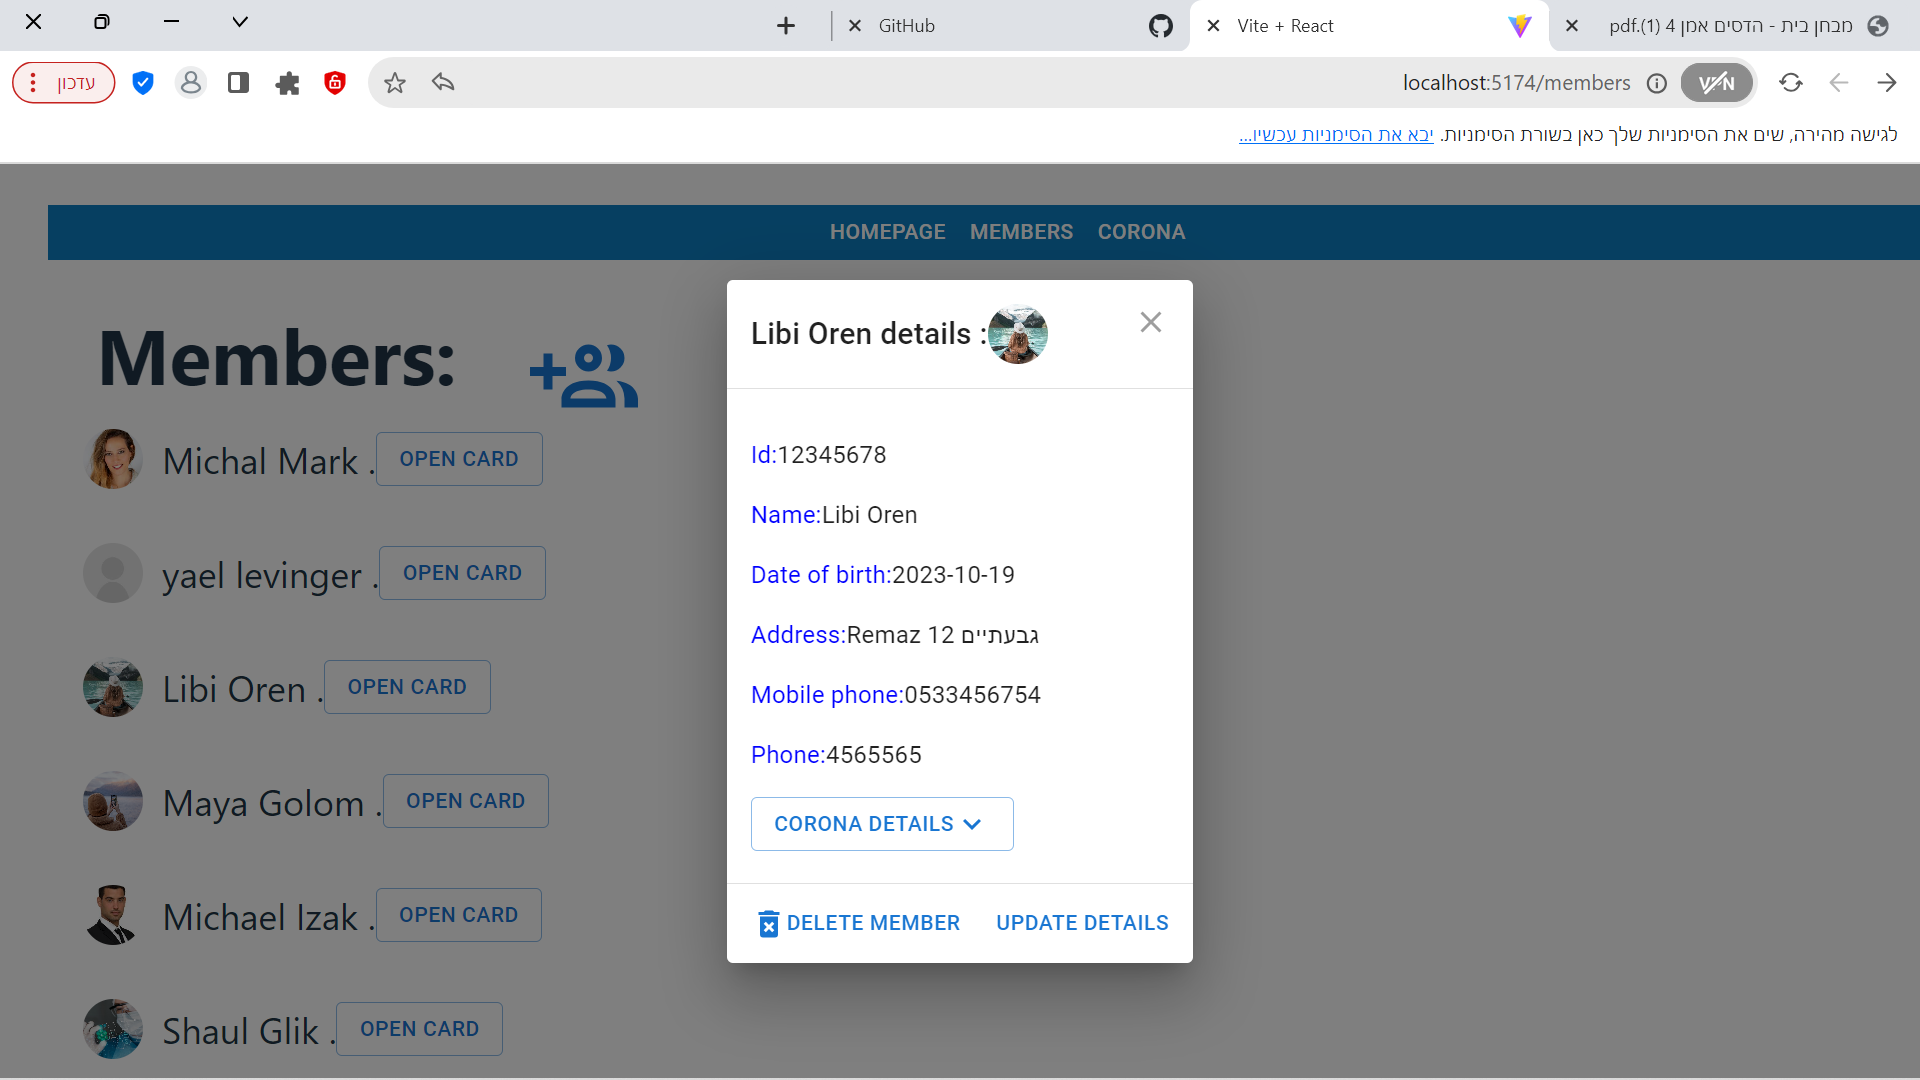 GitHub
Vite + React
מבחן בית - הדסים אמן 4 (1).pdf
עדכון
localhost:5174/members
VPN
לגישה מהירה, שים את הסימניות שלך כאן בשורת הסימניות. יבא את הסימניות עכשיו...
HOMEPAGE MEMBERS CORONA
Members:
Michal Mark . OPEN CARD
yael levinger . OPEN CARD
Libi Oren . OPEN CARD
Maya Golom . OPEN CARD
Michael Izak . OPEN CARD
Shaul Glik . OPEN CARD
Libi Oren details :
Id:12345678
Name:Libi Oren
Date of birth:2023-10-19
Address:Remaz 12 גבעתיים
Mobile phone:0533456754
Phone:4565565
CORONA DETAILS
DELETE MEMBER UPDATE DETAILS